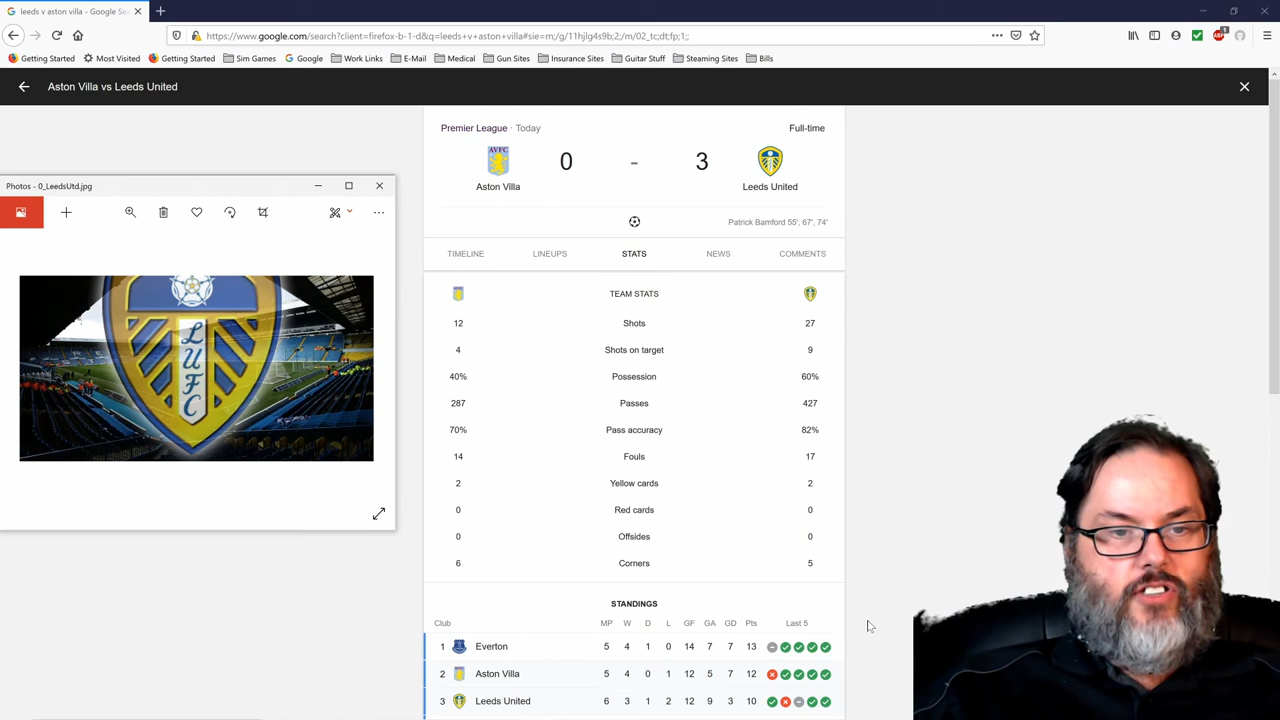 leeds v aston villa - Google Sea
https://www.google.com/search?client=firefox-b-1-d&q=leeds+v+aston+villa#sie=m;/g/11hjlg4s9b;2;/m/02_tc;dt;fp;1;;
Getting Started Most Visited Getting Started Sim Games Google Work Links E-Mail Medical Gun Sites Insurance Sites Guitar Stuff Steaming Sites Bills
Aston Villa vs Leeds United
Premier League · Today Full-time
AVFC
0 - 3
Aston Villa Leeds United
Patrick Bamford 55', 67', 74'
TIMELINE LINEUPS STATS NEWS COMMENTS
TEAM STATS
12 Shots 27
4 Shots on target 9
40% Possession 60%
287 Passes 427
70% Pass accuracy 82%
14 Fouls 17
2 Yellow cards 2
0 Red cards 0
0 Offsides 0
6 Corners 5
STANDINGS
Club MP W D L GF GA GD Pts Last 5
1 Everton 5 4 1 0 14 7 7 13
2 Aston Villa 5 4 0 1 12 5 7 12
3 Leeds United 6 3 1 2 12 9 3 10
Photos - 0_LeedsUtd.jpg
L
U
F
C